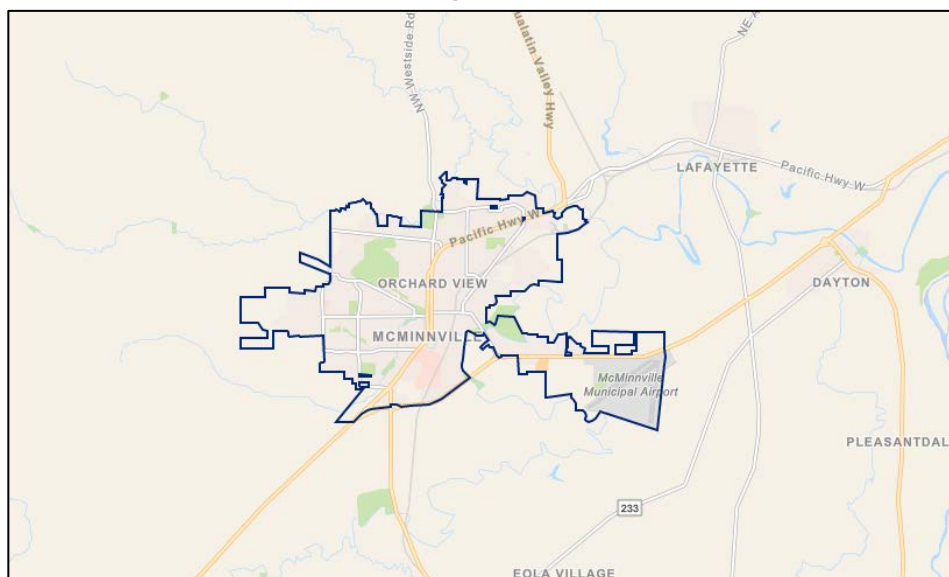 NW Westside Rd
ualatin Valley Hwy
NE A
LAFAYETTE
Pacific Hwy W
Pacific Hwy W
ORCHARD VIEW
DAYTON
MCMINNVILLE
McMinnville
Municipal Airport
PLEASANTDAL
233
EOLA VILLAGE